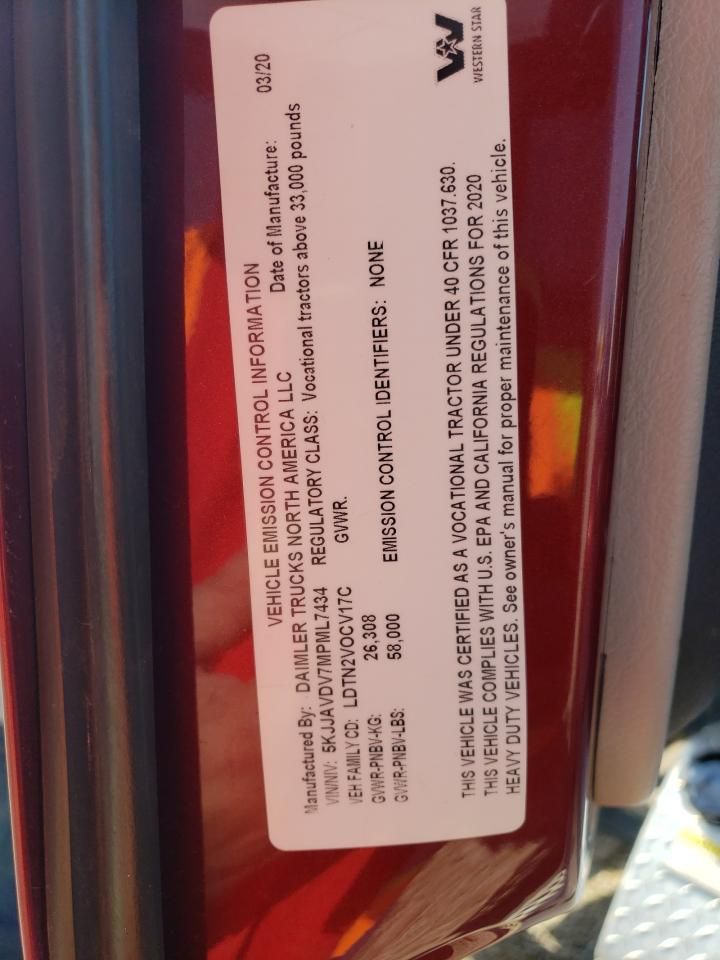 VEHICLE EMISSION CONTROL INFORMATION
Manufactured By: DAIMLER TRUCKS NORTH AMERICA LLC Date of Manufacture: 03/20
VIN/NIV: 5KJJAVDV7MPML7434 REGULATORY CLASS: Vocational tractors above 33,000 pounds
VEH FAMILY CD: LDTN2VOCV17C GVWR.
GVWR-PNBV-KG: 26,308
GVWR-PNBV-LBS: 58,000 EMISSION CONTROL IDENTIFIERS: NONE
THIS VEHICLE WAS CERTIFIED AS A VOCATIONAL TRACTOR UNDER 40 CFR 1037.630.
THIS VEHICLE COMPLIES WITH U.S. EPA AND CALIFORNIA REGULATIONS FOR 2020
HEAVY DUTY VEHICLES. See owner's manual for proper maintenance of this vehicle.
WESTERN STAR